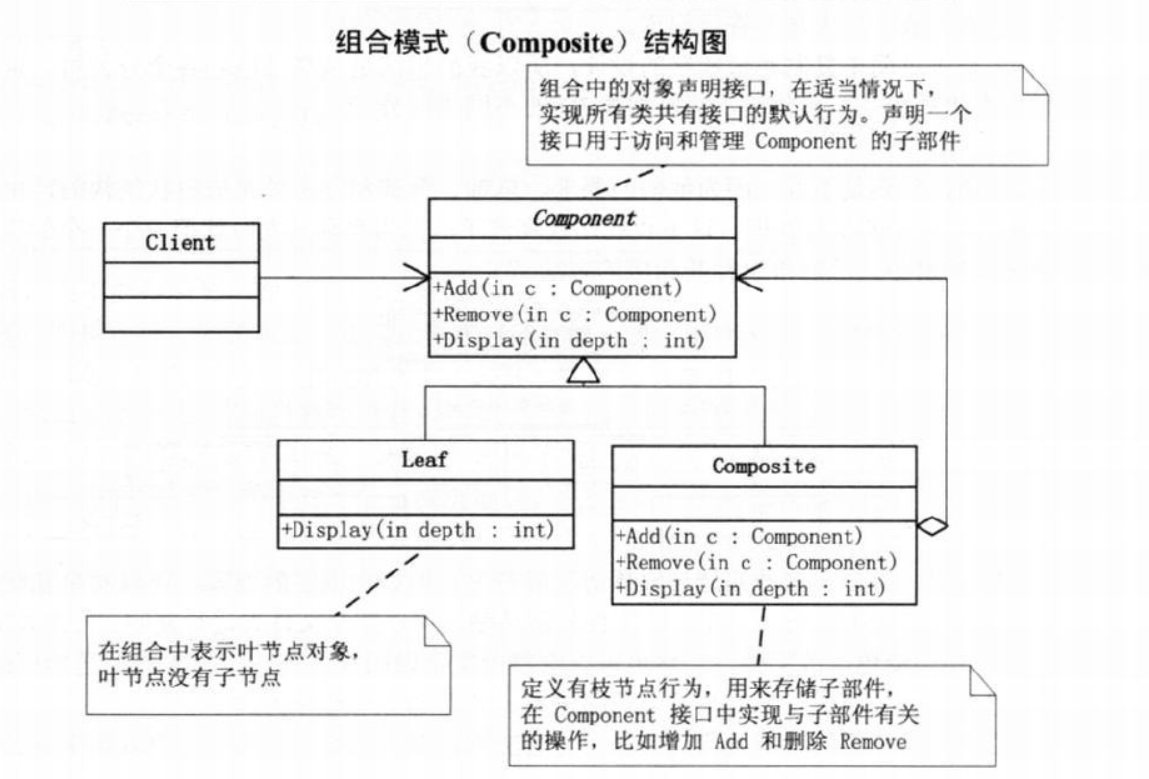 组合模式（Composite）结构图
组合中的对象声明接口，在适当情况下，
实现所有类共有接口的默认行为。声明一个
接口用于访问和管理 Component 的子部件
Client
Component
+Add(in c : Component)
+Remove(in c : Component)
+Display(in depth : int)
Leaf
+Display(in depth : int)
Composite
+Add(in c : Component)
+Remove(in c : Component)
+Display(in depth : int)
在组合中表示叶节点对象，
叶节点没有子节点
定义有枝节点行为，用来存储子部件，
在 Component 接口中实现与子部件有关
的操作，比如增加 Add 和删除 Remove